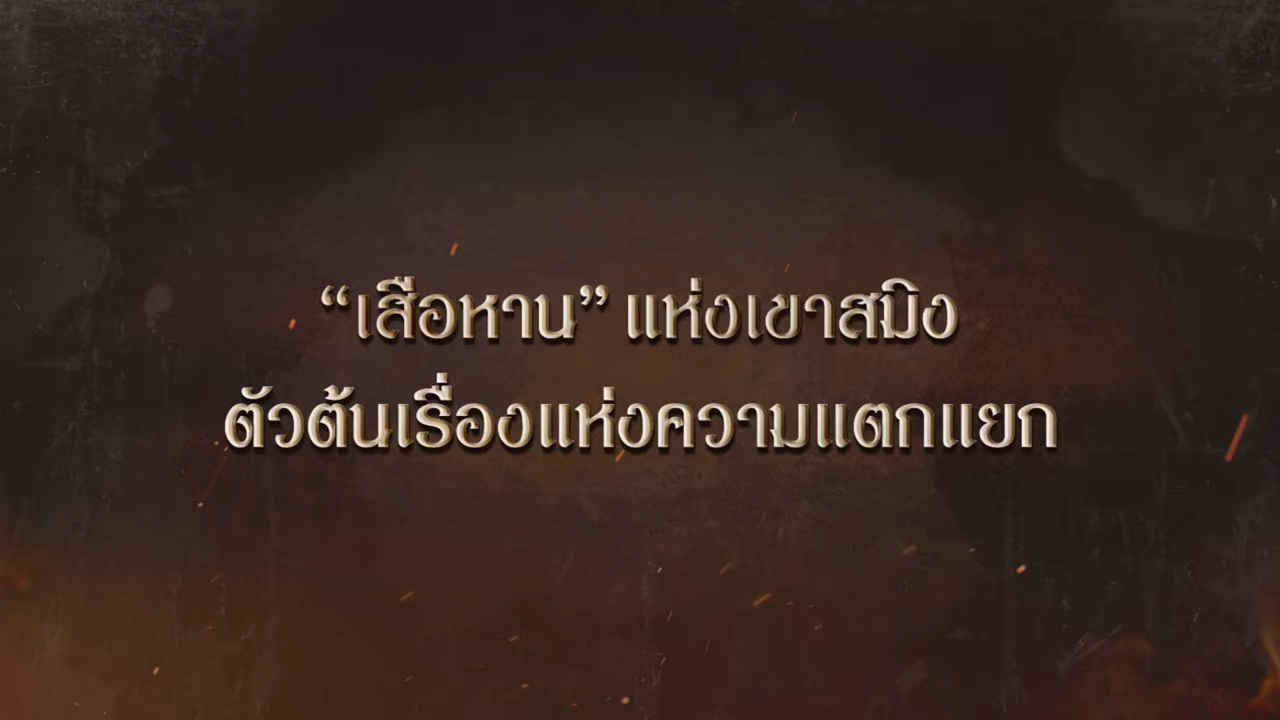 “เสือหาน” แห่งเขาสมิง
ตัวต้นเรื่องแห่งความแตกแยก